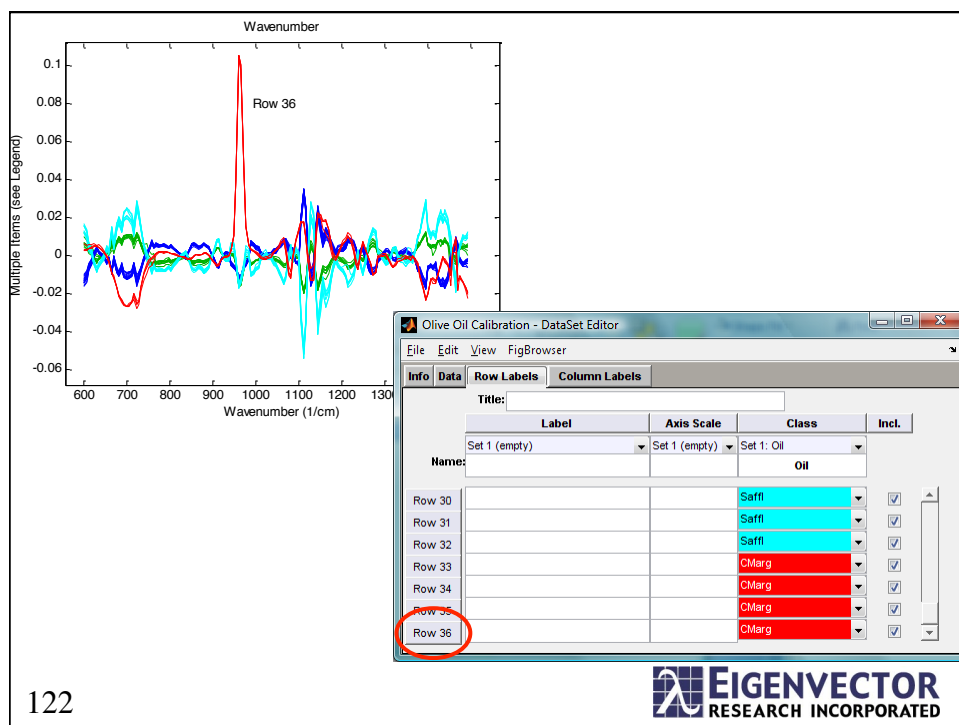 Wavenumber
0.1
0.08
0.06
0.04
0.02
0
-0.02
-0.04
-0.06
Multiple Items (see Legend)
Row 36
600 700 800 900 1000 1100 1200 130
Wavenumber (1/cm)
Olive Oil Calibration - DataSet Editor
File Edit View FigBrowser
Info Data Row Labels Column Labels
Title:
Label Axis Scale Class Incl.
Set 1 (empty) Set 1 (empty) Set 1: Oil
Name: Oil
Row 30 Saffl
Row 31 Saffl
Row 32 Saffl
Row 33 CMarg
Row 34 CMarg
Row 35 CMarg
Row 36 CMarg
122
EIGENVECTOR
RESEARCH INCORPORATED